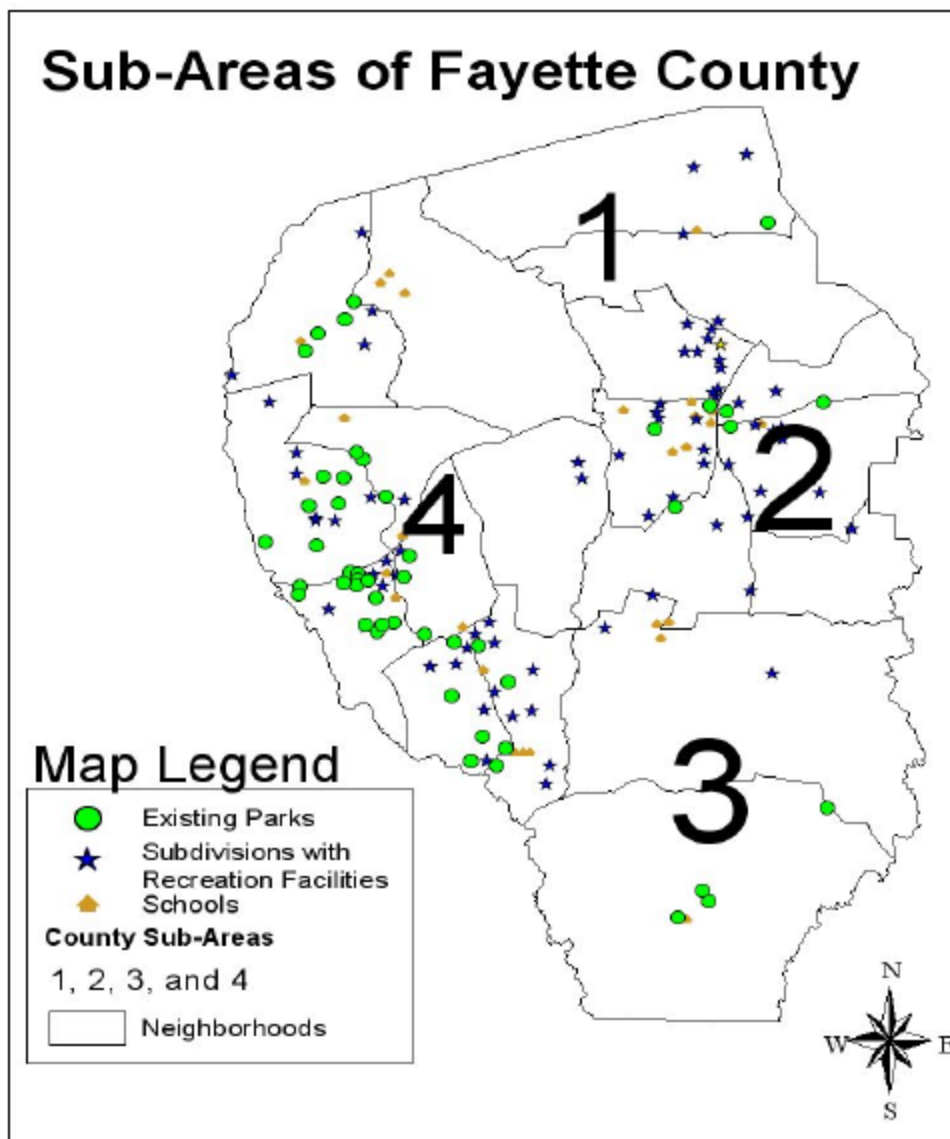 Sub-Areas of Fayette County
1
2
4
3
Map Legend
Existing Parks
Subdivisions with
Recreation Facilities
Schools
County Sub-Areas
1, 2, 3, and 4
Neighborhoods
N
W E
S